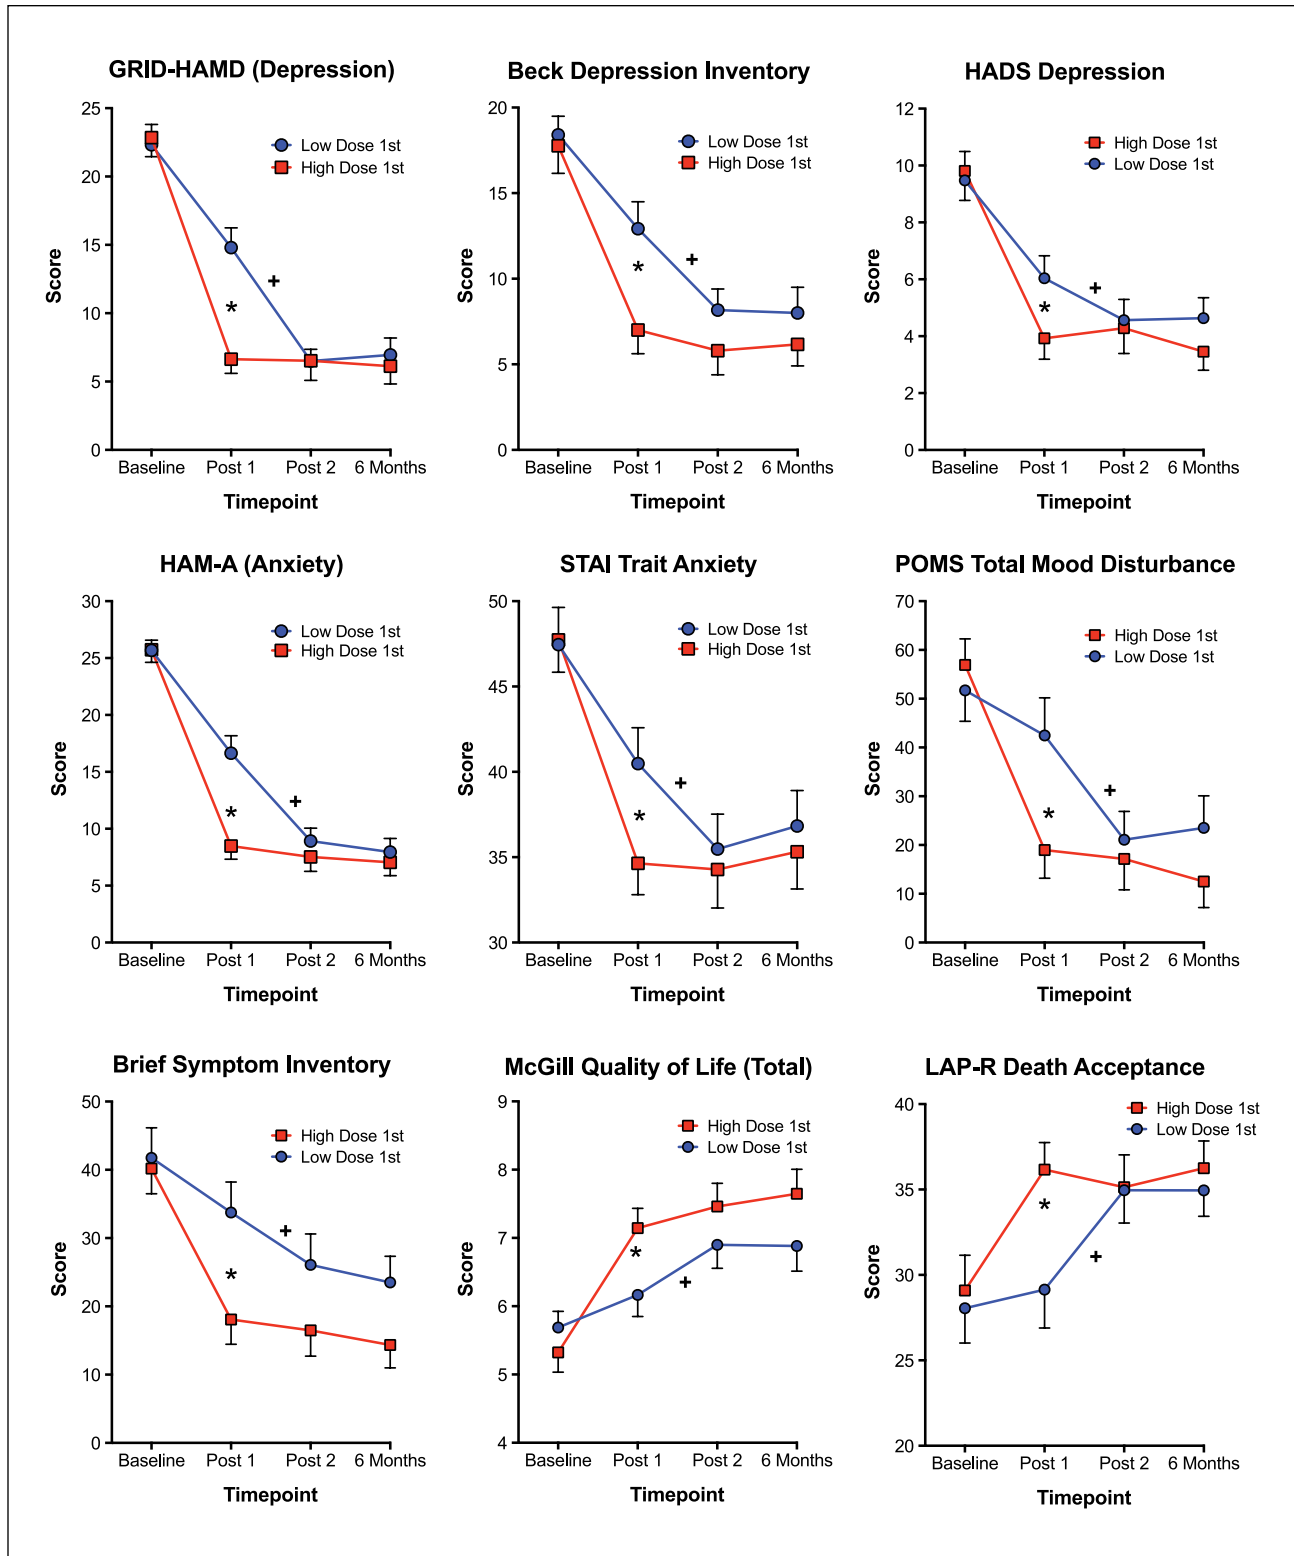 GRID-HAMD (Depression)
25
20
15
10
5
0
Score
Low Dose 1st
High Dose 1st
+
*
Baseline Post 1 Post 2 6 Months
Timepoint
Beck Depression Inventory
20
15
10
5
0
Score
Low Dose 1st
High Dose 1st
+
*
Baseline Post 1 Post 2 6 Months
Timepoint
HADS Depression
12
10
8
6
4
2
0
Score
High Dose 1st
Low Dose 1st
+
*
Baseline Post 1 Post 2 6 Months
Timepoint
HAM-A (Anxiety)
30
25
20
15
10
5
0
Score
Low Dose 1st
High Dose 1st
+
*
Baseline Post 1 Post 2 6 Months
Timepoint
STAI Trait Anxiety
50
45
40
35
30
Score
Low Dose 1st
High Dose 1st
+
*
Baseline Post 1 Post 2 6 Months
Timepoint
POMS Total Mood Disturbance
70
60
50
40
30
20
10
0
Score
High Dose 1st
Low Dose 1st
+
*
Baseline Post 1 Post 2 6 Months
Timepoint
Brief Symptom Inventory
50
40
30
20
10
0
Score
High Dose 1st
Low Dose 1st
+
*
Baseline Post 1 Post 2 6 Months
Timepoint
McGill Quality of Life (Total)
9
8
7
6
5
4
Score
High Dose 1st
Low Dose 1st
*
+
Baseline Post 1 Post 2 6 Months
Timepoint
LAP-R Death Acceptance
40
35
30
25
20
Score
High Dose 1st
Low Dose 1st
*
+
Baseline Post 1 Post 2 6 Months
Timepoint